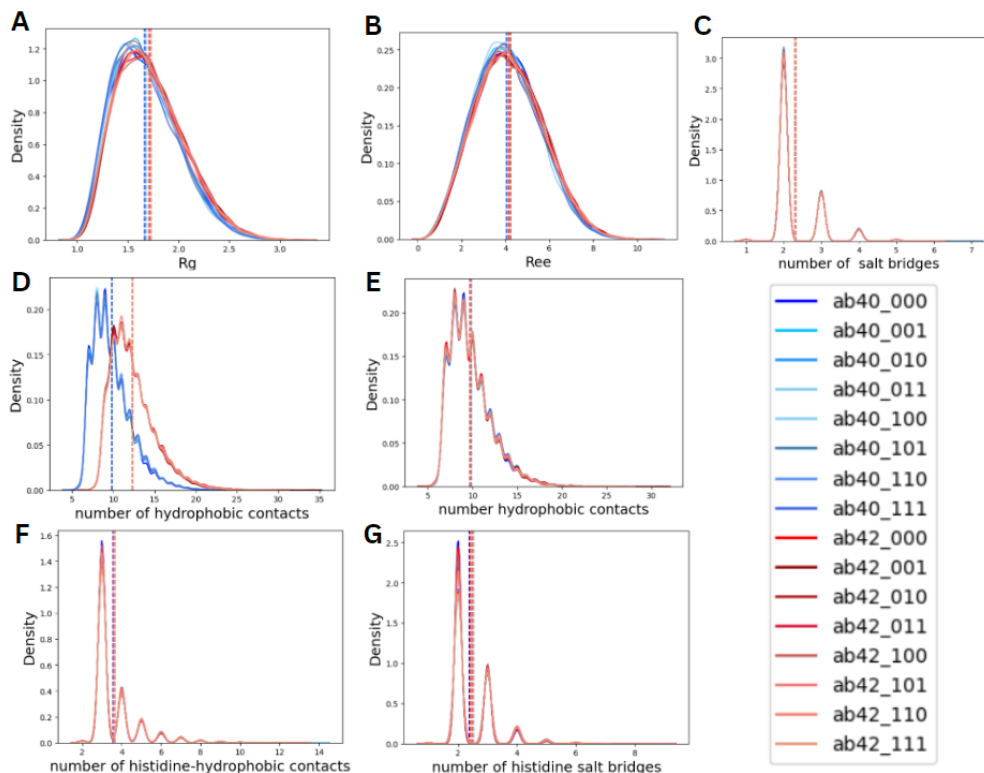 A
Density
1.2
1.0
0.8
0.6
0.4
0.2
0.0
1.0 1.5 2.0 2.5 3.0
Rg
B
Density
0.25
0.20
0.15
0.10
0.05
0.00
0 2 4 6 8 10
Ree
C
Density
3.0
2.5
2.0
1.5
1.0
0.5
0.0
1 2 3 4 5 6 7
number of salt bridges
D
Density
0.20
0.15
0.10
0.05
0.00
5 10 15 20 25 30 35
number of hydrophobic contacts
E
Density
0.20
0.15
0.10
0.05
0.00
5 10 15 20 25 30
number hydrophobic contacts
ab40_000
ab40_001
ab40_010
ab40_011
ab40_100
ab40_101
ab40_110
ab40_111
ab42_000
ab42_001
ab42_010
ab42_011
ab42_100
ab42_101
ab42_110
ab42_111
F
Density
1.6
1.4
1.2
1.0
0.8
0.6
0.4
0.2
0.0
2 4 6 8 10 12 14
number of histidine-hydrophobic contacts
G
Density
2.5
2.0
1.5
1.0
0.5
0.0
2 4 6 8
number of histidine salt bridges